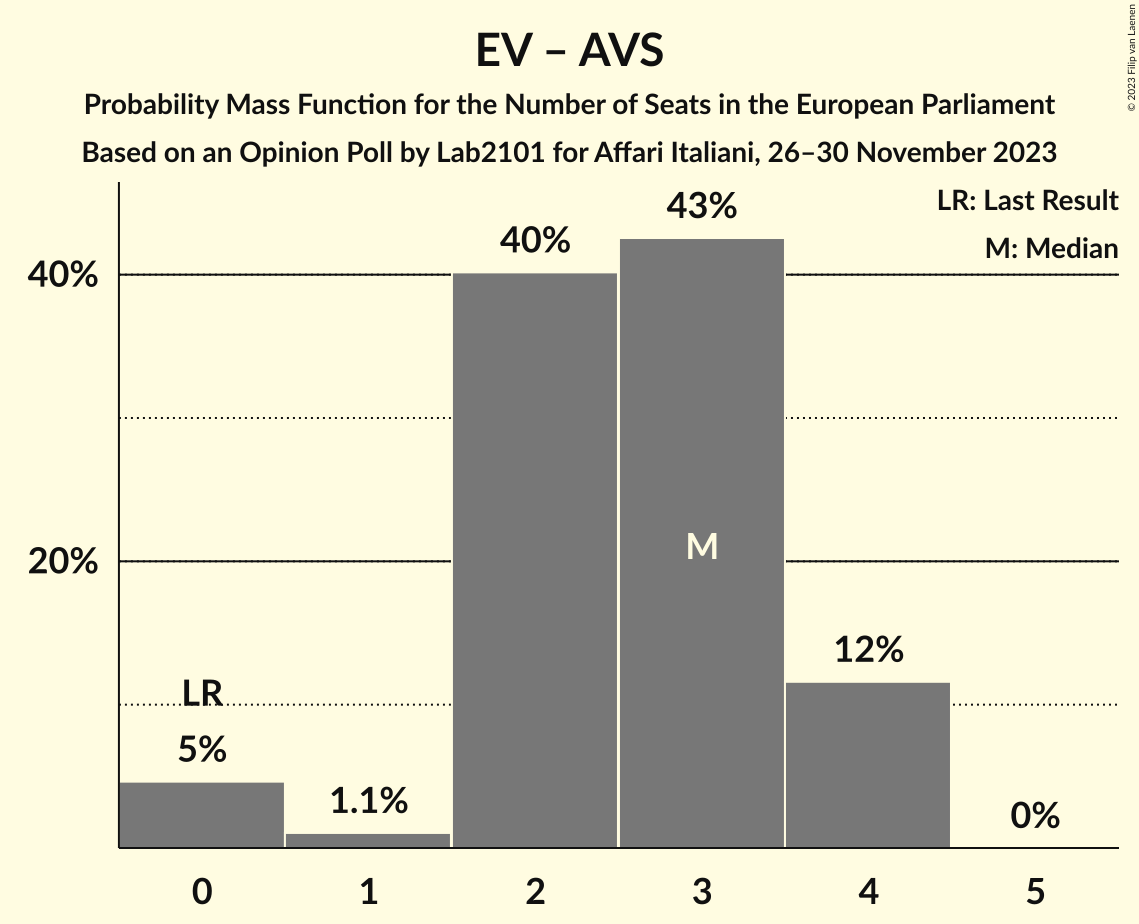 EV – AVS
Probability Mass Function for the Number of Seats in the European Parliament
Based on an Opinion Poll by Lab2101 for Affari Italiani, 26–30 November 2023
© 2023 Filip van Laenen
LR: Last Result
M: Median
43%
40%
40%
M
20%
12%
LR
5%
1.1%
0%
0 1 2 3 4 5